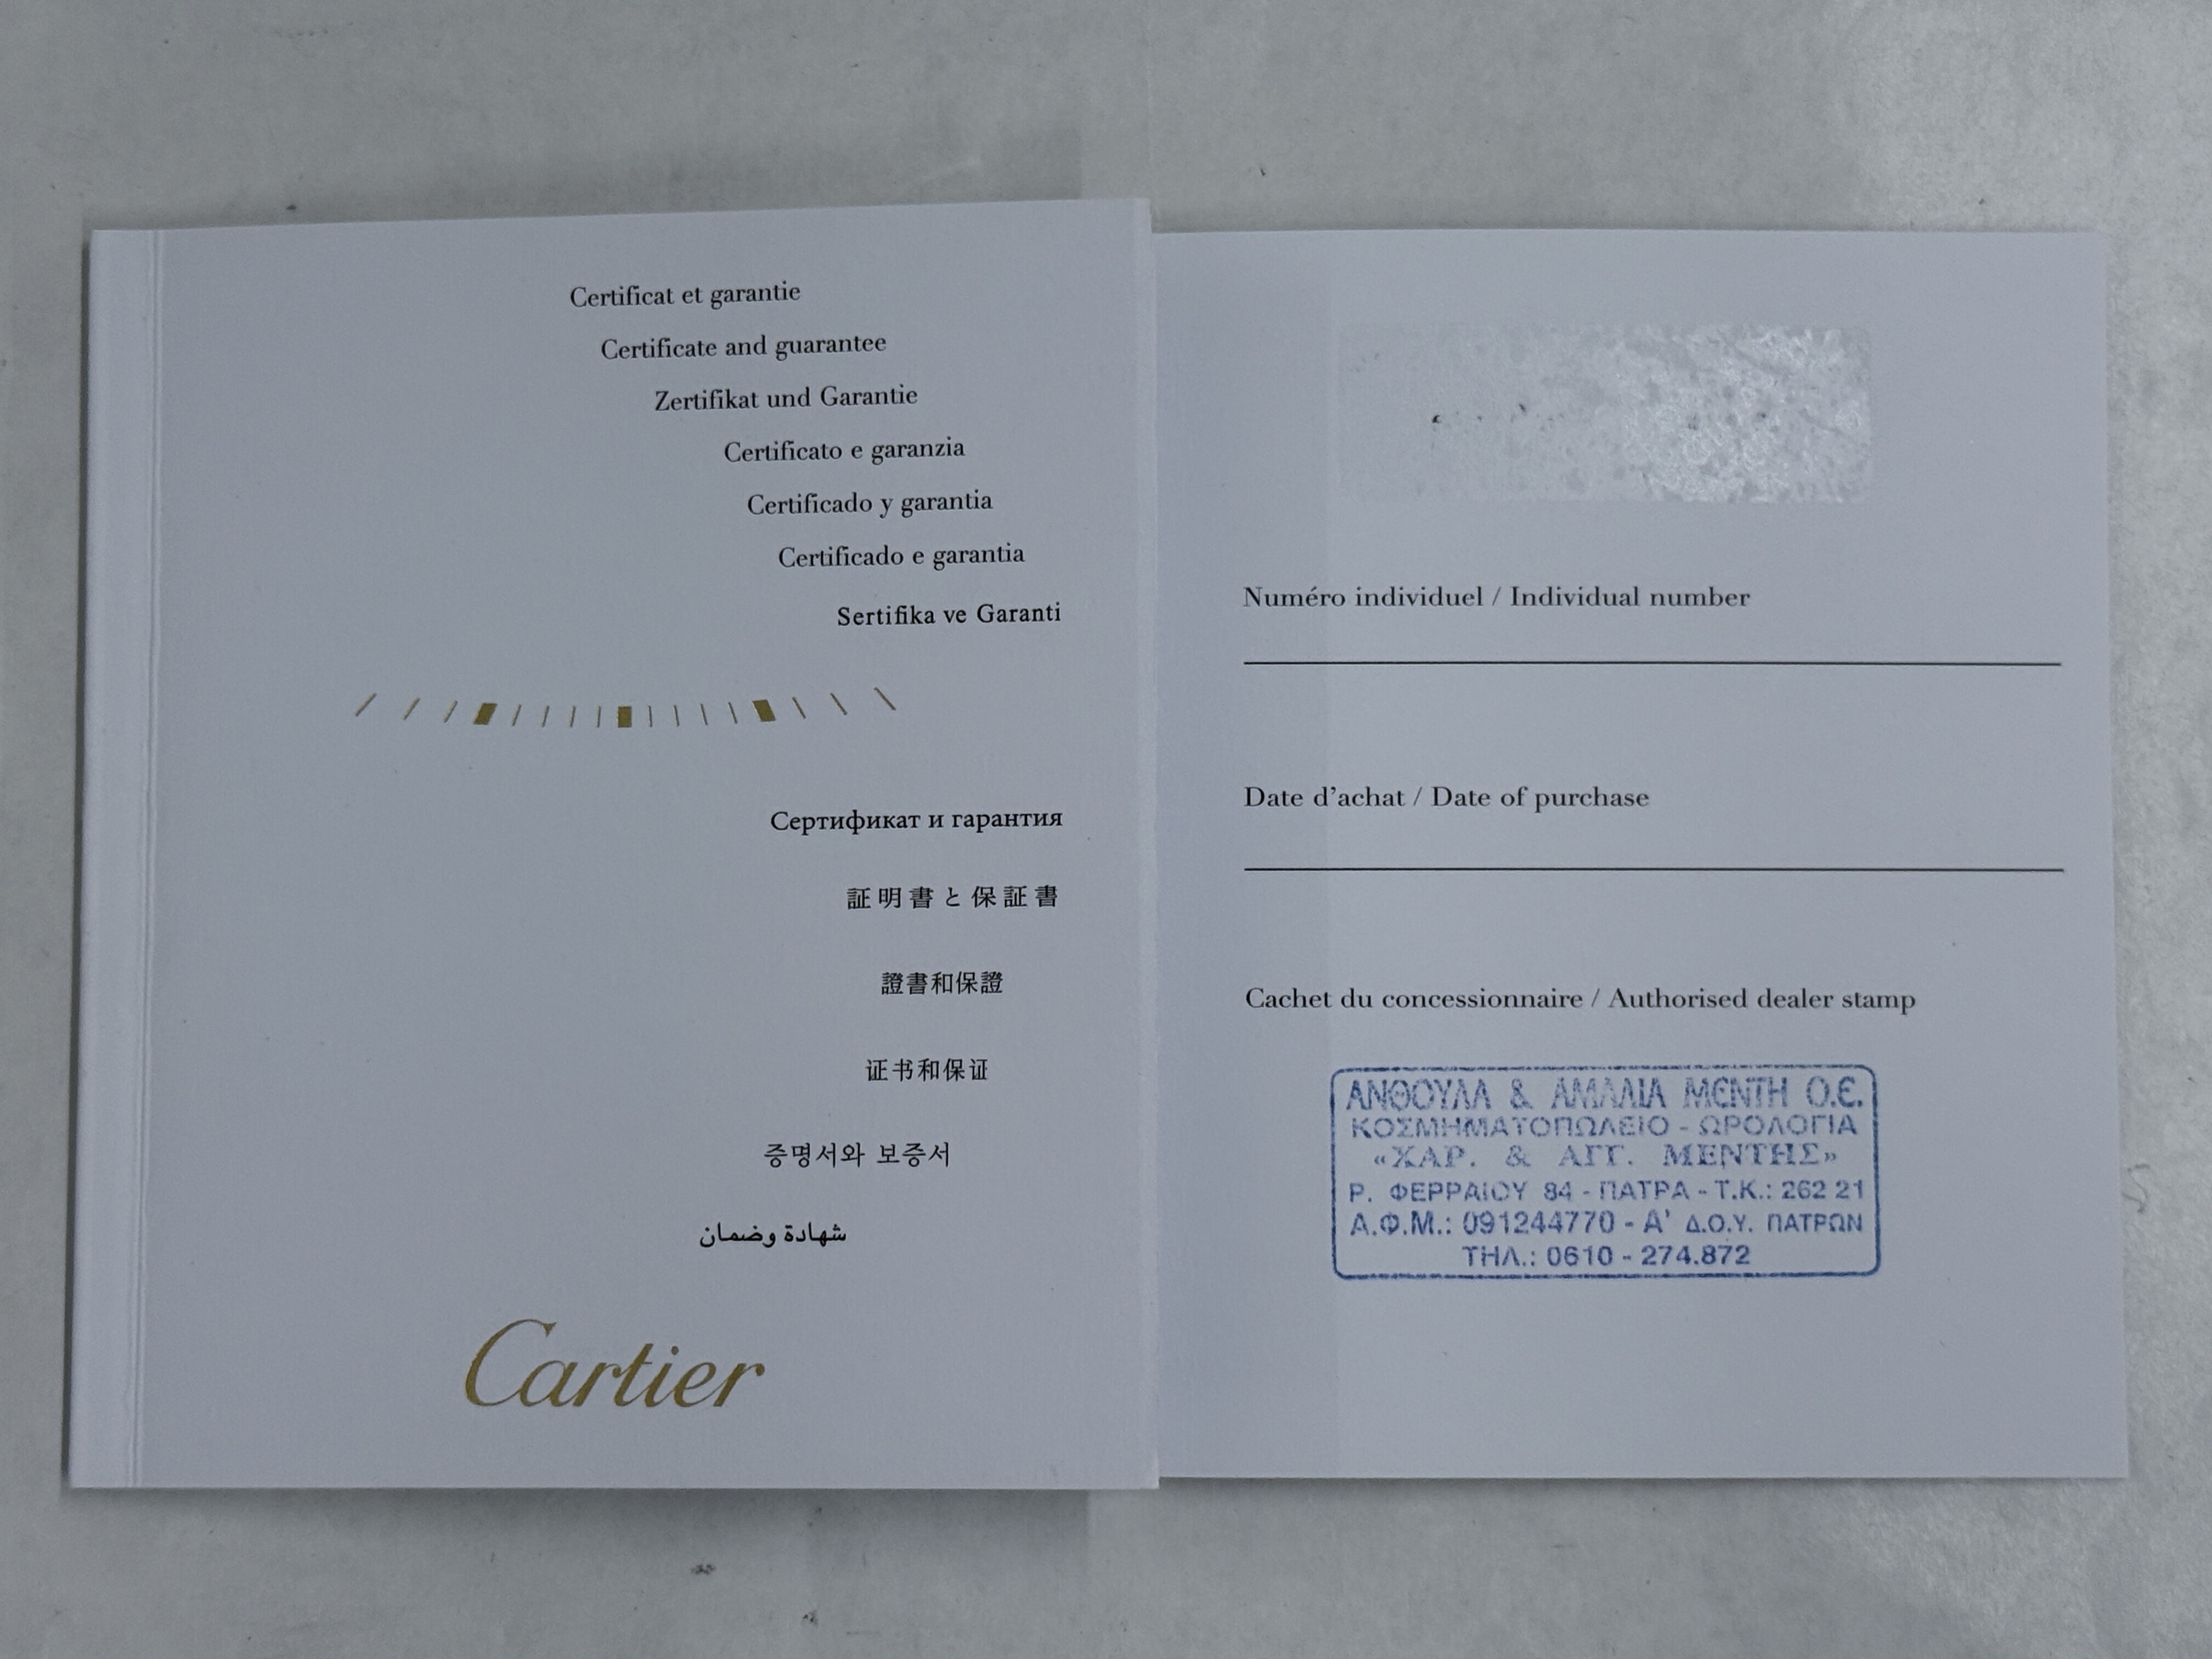 Certificat et garantie
Certificate and guarantee
Zertifikat und Garantie
Certificato e garanzia
Certificado y garantia
Certificado e garantia
Sertifika ve Garanti
Сертификат и гарантия
証明書と保証書
證書和保證
证书和保证
증명서와 보증서
شهادة وضمان
Cartier
Numéro individuel / Individual number
Date d’achat / Date of purchase
Cachet du concessionnaire / Authorised dealer stamp
ΑΝΘΟΥΛΑ & ΑΜΑΛΙΑ ΜΕΝΤΗ Ο.Ε.
ΚΟΣΜΗΜΑΤΟΠΩΛΕΙΟ - ΩΡΟΛΟΓΙΑ
«ΧΑΡ. & ΑΓΓ. ΜΕΝΤΗΣ»
Ρ. ΦΕΡΡΑΙΟΥ 84 - ΠΑΤΡΑ - Τ.Κ.: 262 21
Α.Φ.Μ.: 091244770 - Α' Δ.Ο.Υ. ΠΑΤΡΩΝ
ΤΗΛ.: 0610 - 274.872